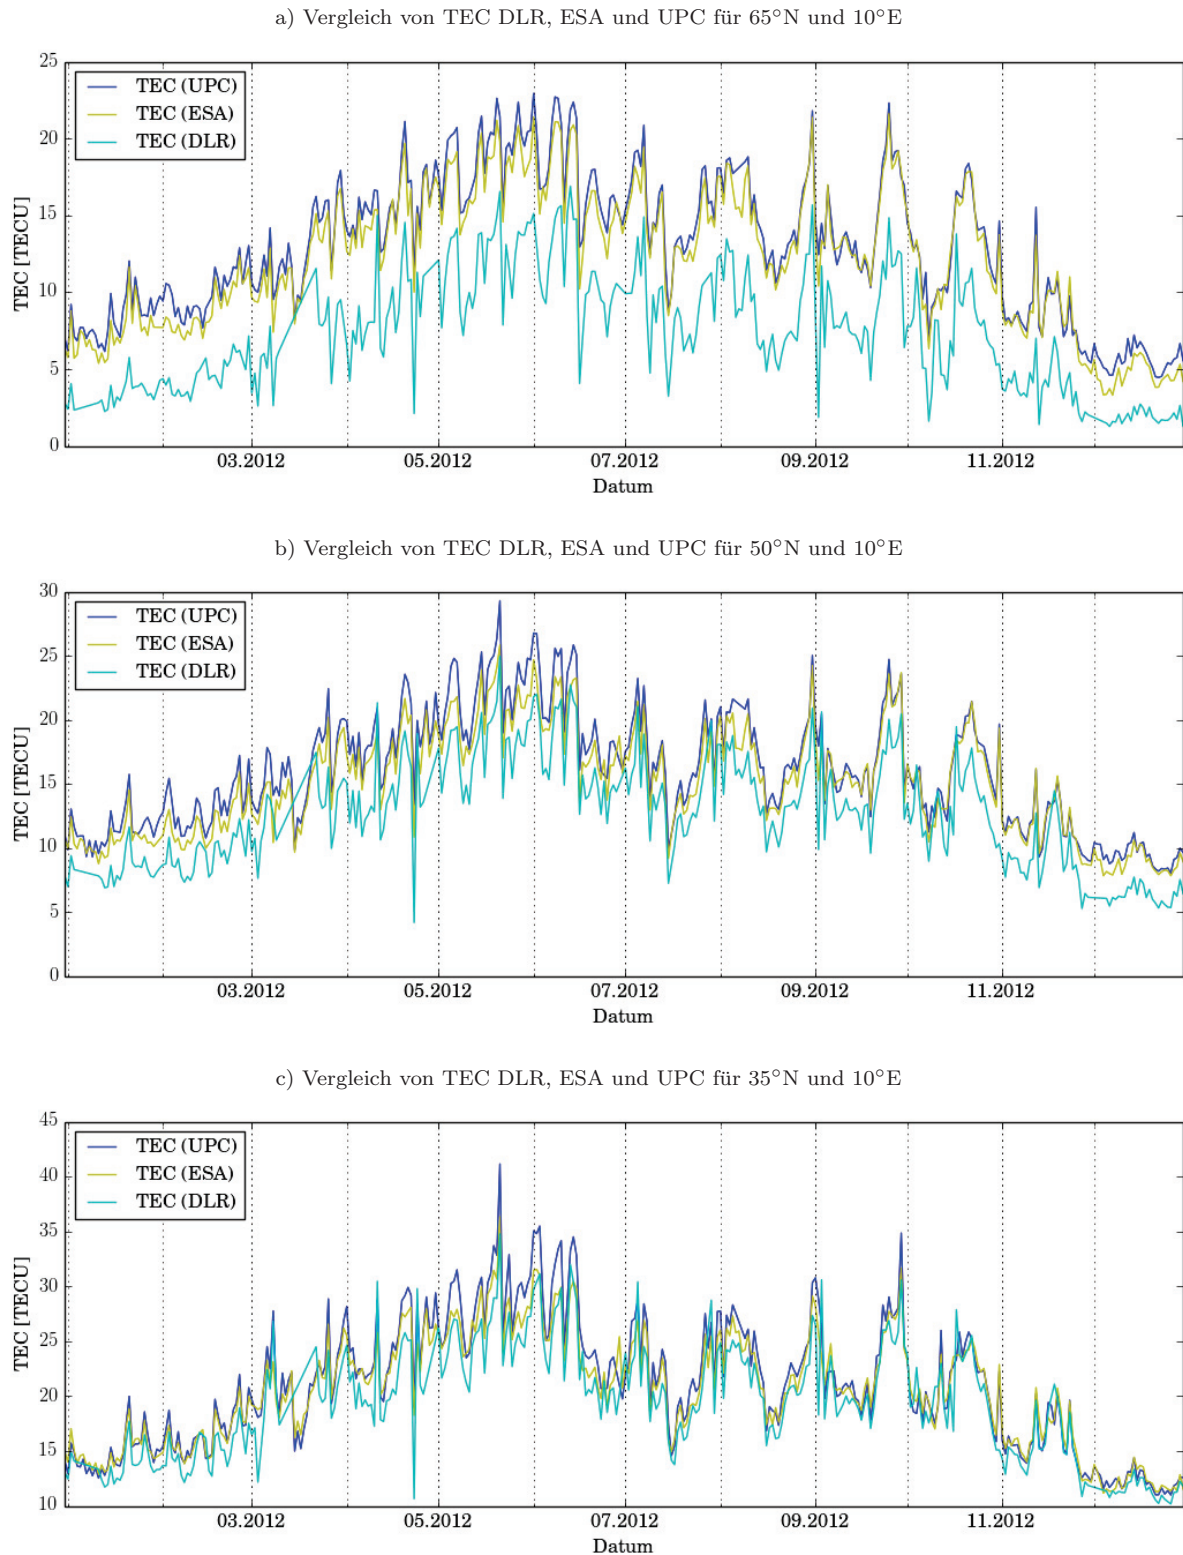 a) Vergleich von TEC DLR, ESA und UPC für 65°N und 10°E
25
20
15
10
5
0
TEC [TECU]
TEC (UPC)
TEC (ESA)
TEC (DLR)
03.2012 05.2012 07.2012 09.2012 11.2012
Datum
b) Vergleich von TEC DLR, ESA und UPC für 50°N und 10°E
30
25
20
15
10
5
0
TEC [TECU]
TEC (UPC)
TEC (ESA)
TEC (DLR)
03.2012 05.2012 07.2012 09.2012 11.2012
Datum
c) Vergleich von TEC DLR, ESA und UPC für 35°N und 10°E
45
40
35
30
25
20
15
10
TEC [TECU]
TEC (UPC)
TEC (ESA)
TEC (DLR)
03.2012 05.2012 07.2012 09.2012 11.2012
Datum